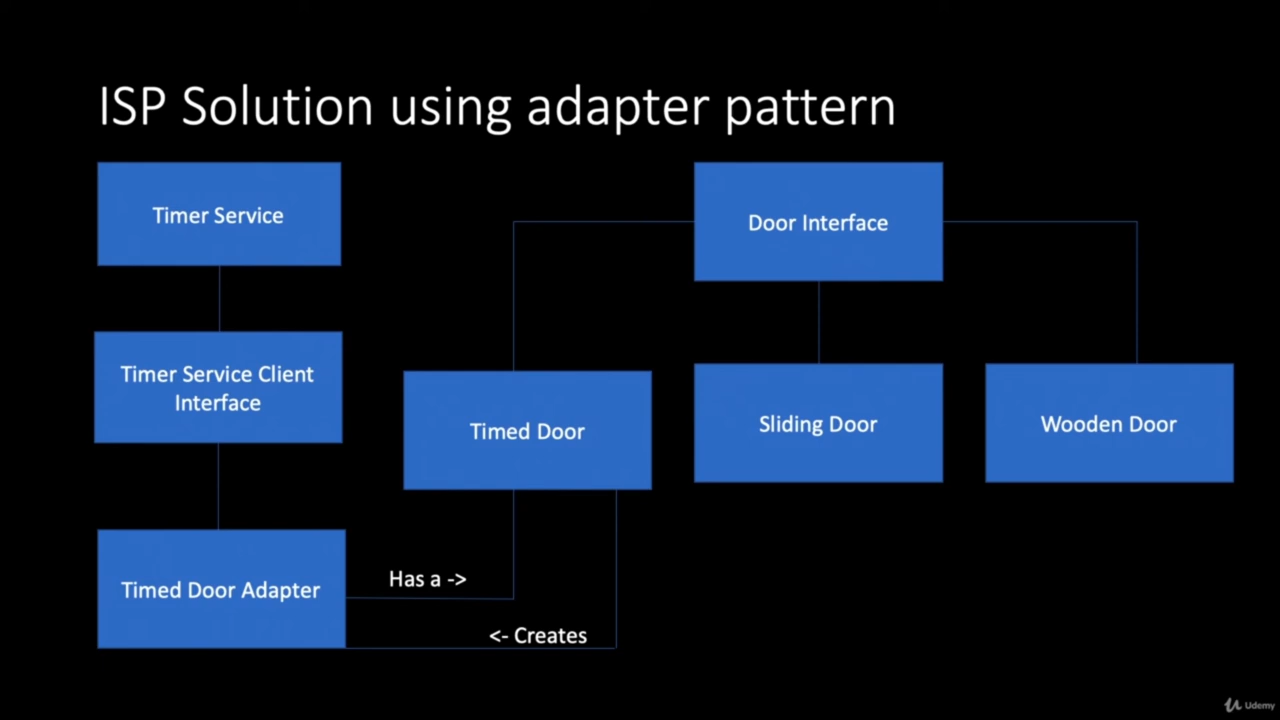 ISP Solution using adapter pattern
Timer Service
Door Interface
Timer Service Client
Interface
Timed Door
Sliding Door
Wooden Door
Timed Door Adapter
Has a ->
<- Creates
Udemy